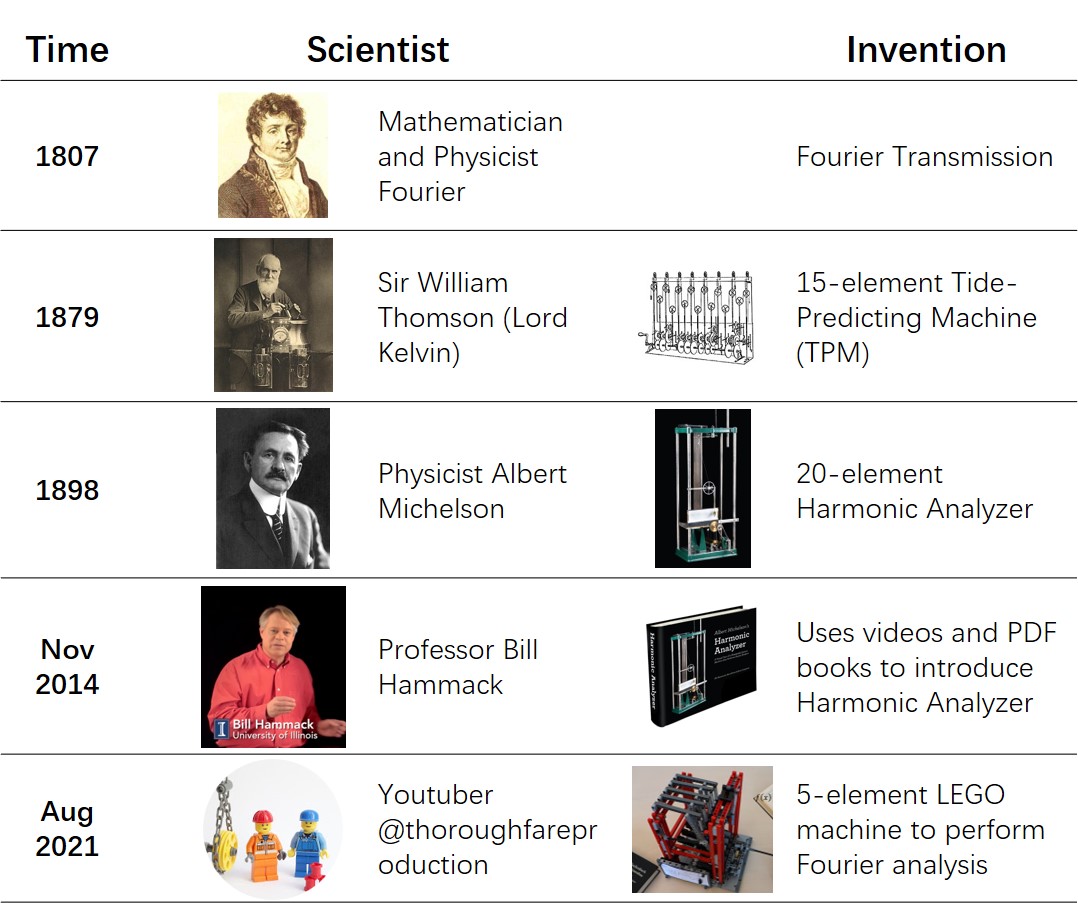 Time Scientist Invention
1807
Mathematician
and Physicist
Fourier
Fourier Transmission
1879
Sir William
Thomson (Lord
Kelvin)
15-element Tide-
Predicting Machine
(TPM)
1898
Physicist Albert
Michelson
20-element
Harmonic Analyzer
Nov
2014
Bill Hammack
University of Illinois
Professor Bill
Hammack
Harmonic Analyzer
Albert Michelson's
Harmonic
Analyzer
Uses videos and PDF
books to introduce
Harmonic Analyzer
Aug
2021
Youtuber
@thoroughfarepr
oduction
5-element LEGO
machine to perform
Fourier analysis